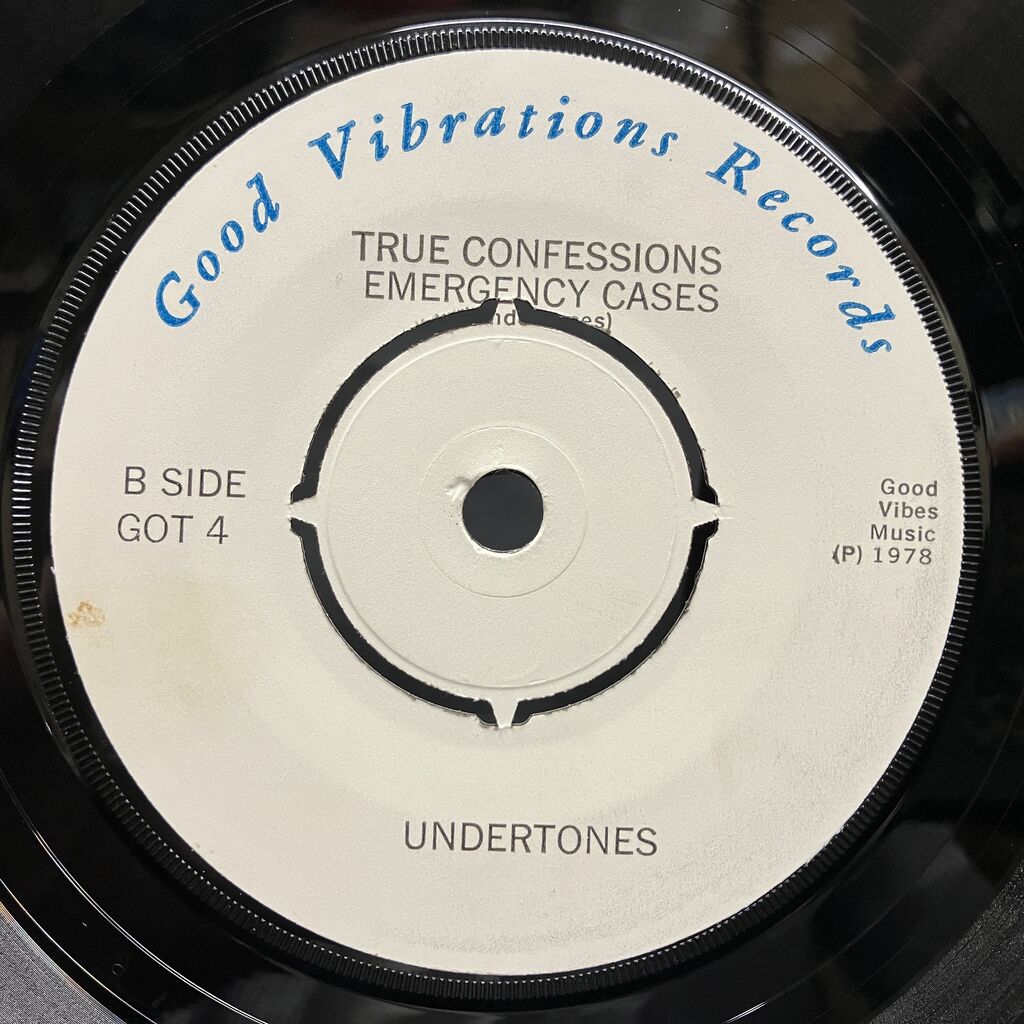 Good Vibrations Records
TRUE CONFESSIONS
EMERGENCY CASES
B SIDE
GOT 4
Good
Vibes
Music
(P) 1978
UNDERTONES